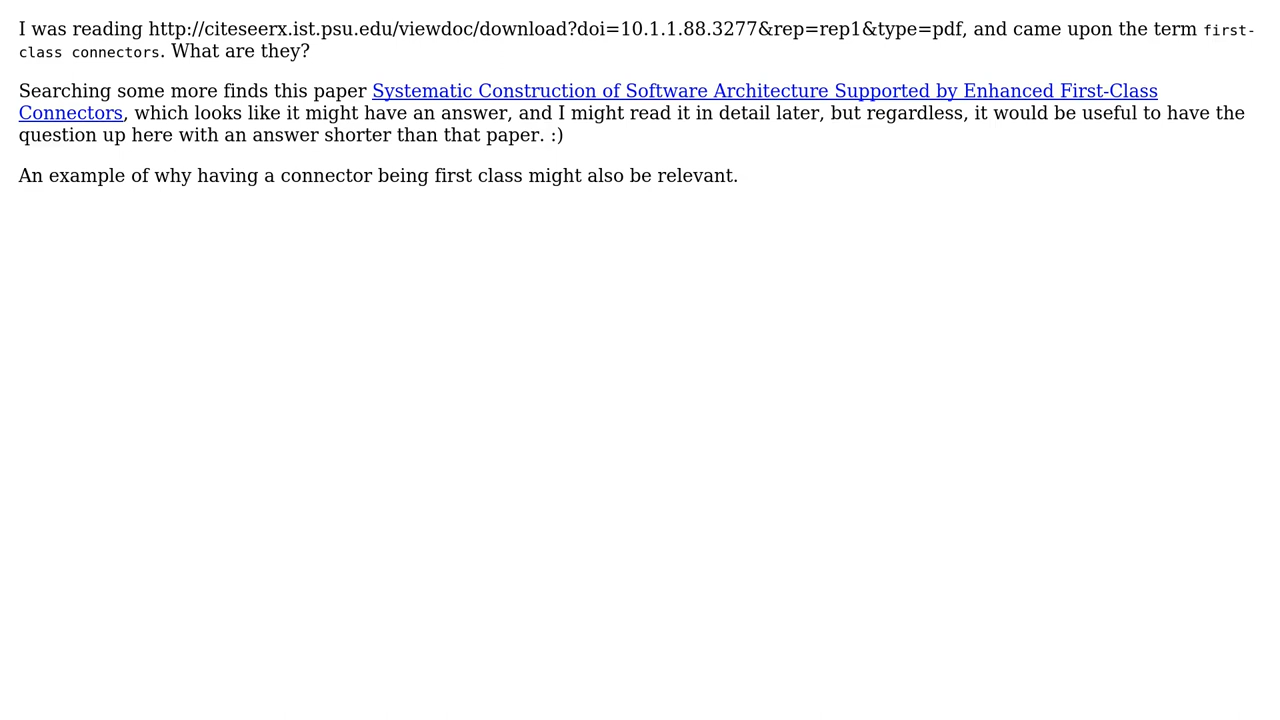 I was reading http://citeseerx.ist.psu.edu/viewdoc/download?doi=10.1.1.88.3277&rep=rep1&type=pdf, and came upon the term first-
class connectors. What are they?
Searching some more finds this paper Systematic Construction of Software Architecture Supported by Enhanced First-Class
Connectors, which looks like it might have an answer, and I might read it in detail later, but regardless, it would be useful to have the
question up here with an answer shorter than that paper. :)
An example of why having a connector being first class might also be relevant.